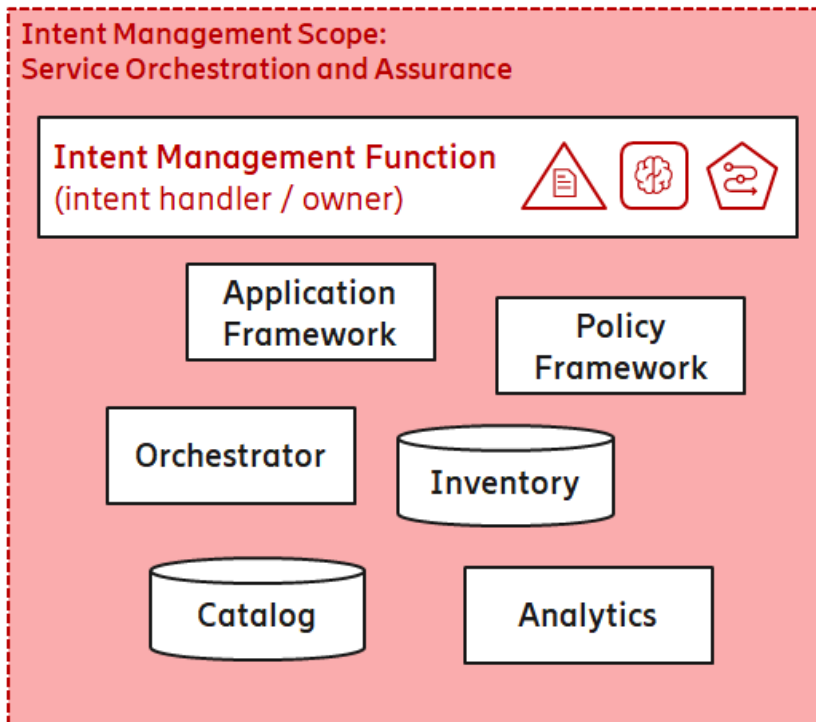 Intent Management Scope:
Service Orchestration and Assurance
Intent Management Function
(intent handler / owner)
Application
Framework
Policy
Framework
Orchestrator
Inventory
Catalog
Analytics